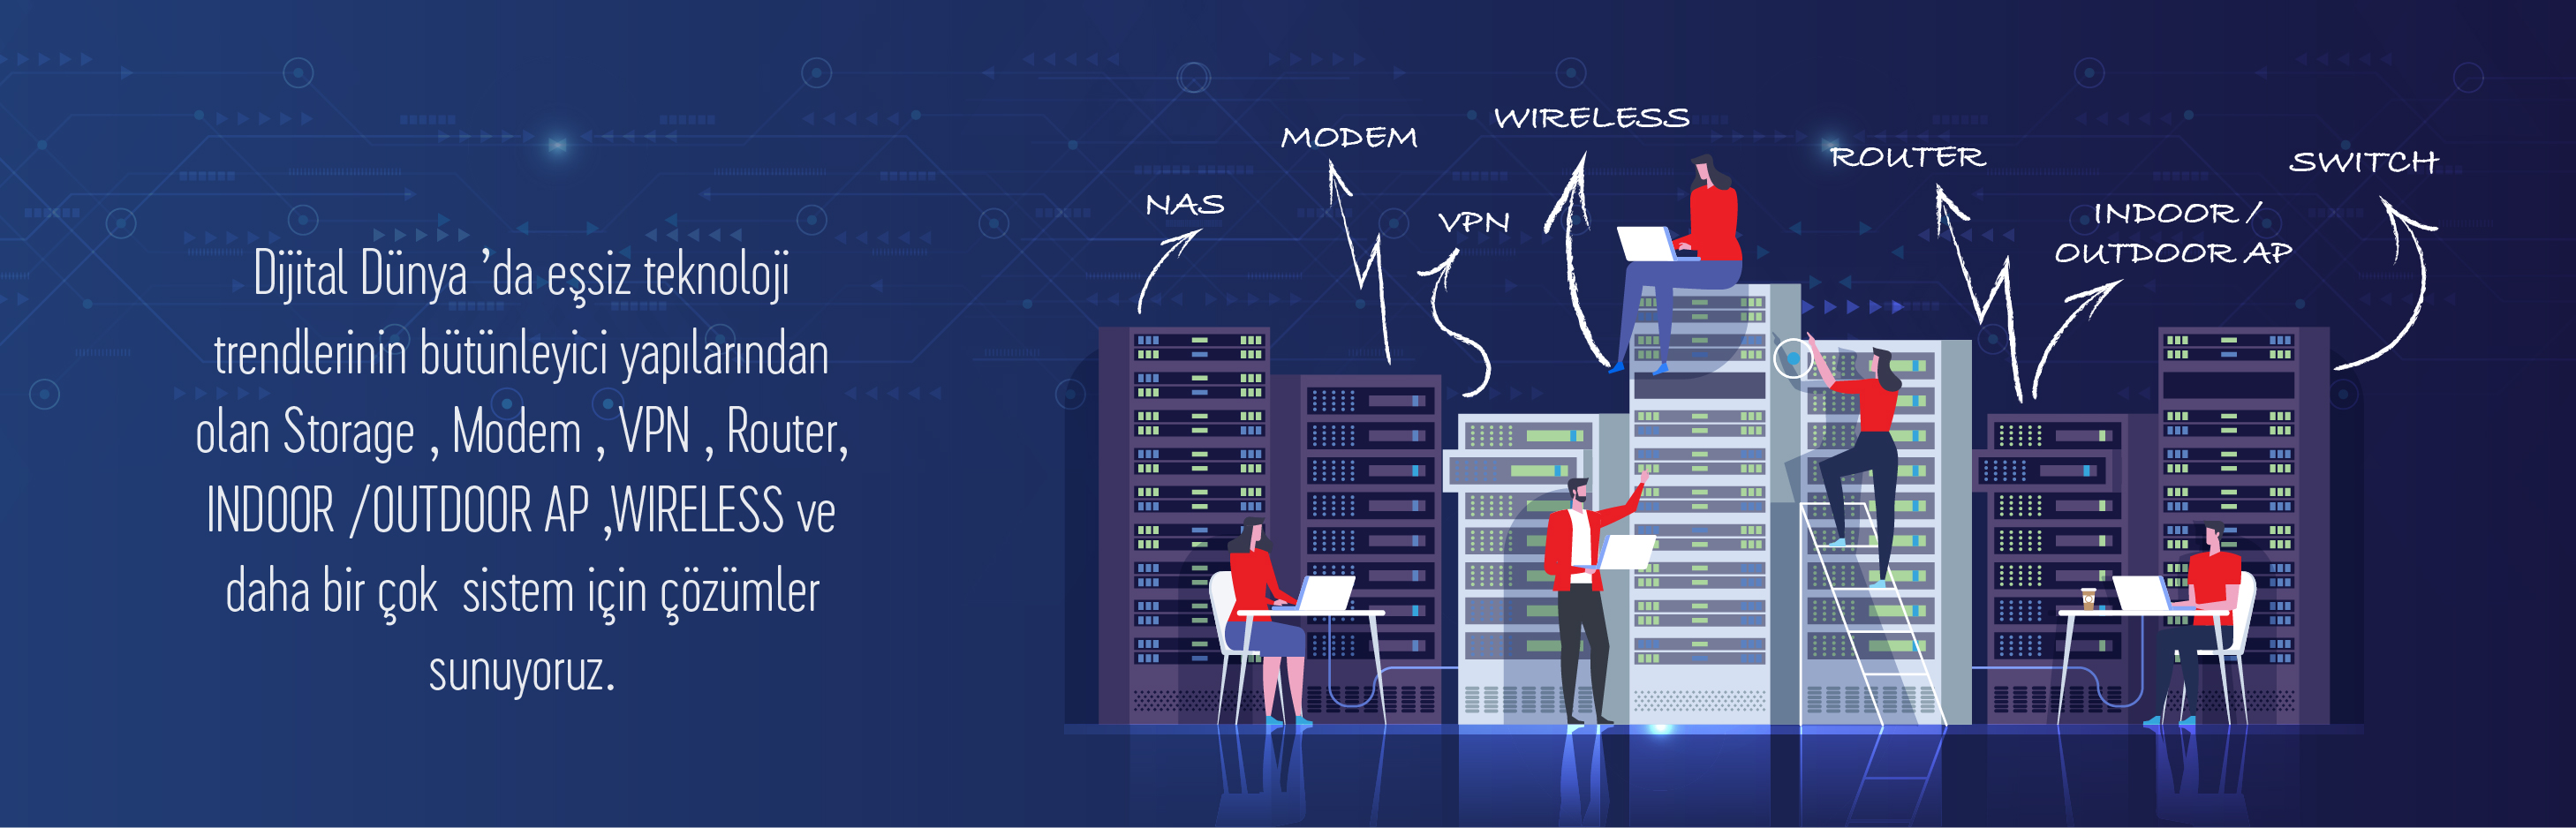 Dijital Dünya ’da eşsiz teknoloji
trendlerinin bütünleyici yapılarından
olan Storage , Modem , VPN , Router,
INDOOR /OUTDOOR AP ,WIRELESS ve
daha bir çok  sistem için çözümler
sunuyoruz.
NAS
MODEM
VPN
WIRELESS
ROUTER
INDOOR /
OUTDOOR AP
SWITCH